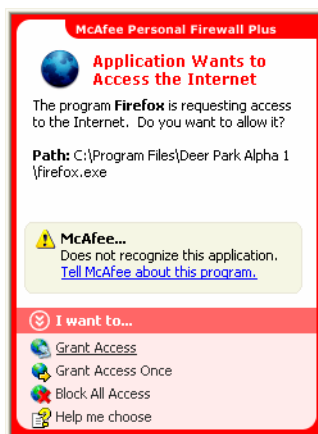 McAfee Personal Firewall Plus
Application Wants to
Access the Internet
The program Firefox is requesting access
to the Internet. Do you want to allow it?
Path: C:\Program Files\Deer Park Alpha 1
\firefox.exe
McAfee...
Does not recognize this application.
Tell McAfee about this program.
I want to...
Grant Access
Grant Access Once
Block All Access
Help me choose